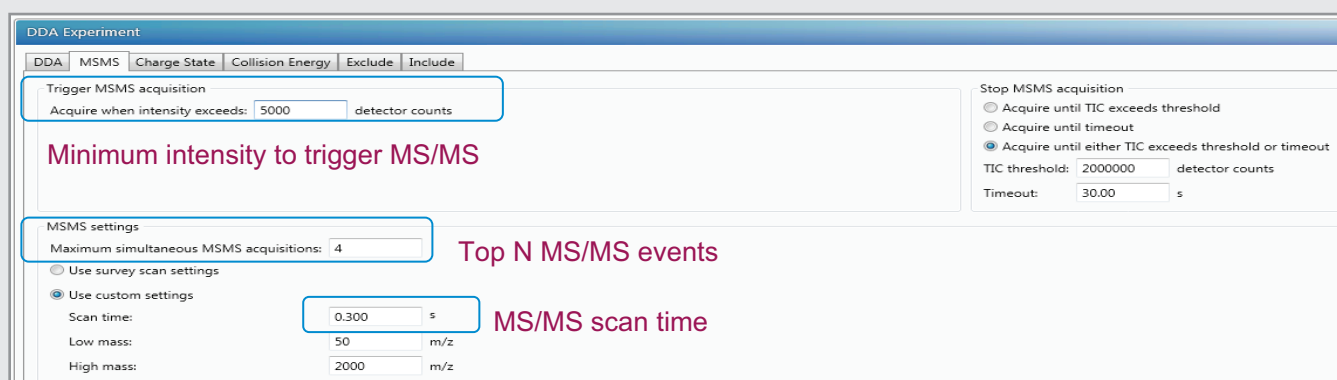 DDA Experiment
DDA MSMS Charge State Collision Energy Exclude Include
Trigger MSMS acquisition
Acquire when intensity exceeds: 5000 detector counts
Minimum intensity to trigger MS/MS
Stop MSMS acquisition
Acquire until TIC exceeds threshold
Acquire until timeout
Acquire until either TIC exceeds threshold or timeout
TIC threshold: 2000000 detector counts
Timeout: 30.00 s
MSMS settings
Maximum simultaneous MSMS acquisitions: 4
Top N MS/MS events
Use survey scan settings
Use custom settings
Scan time: 0.300 s
MS/MS scan time
Low mass: 50 m/z
High mass: 2000 m/z